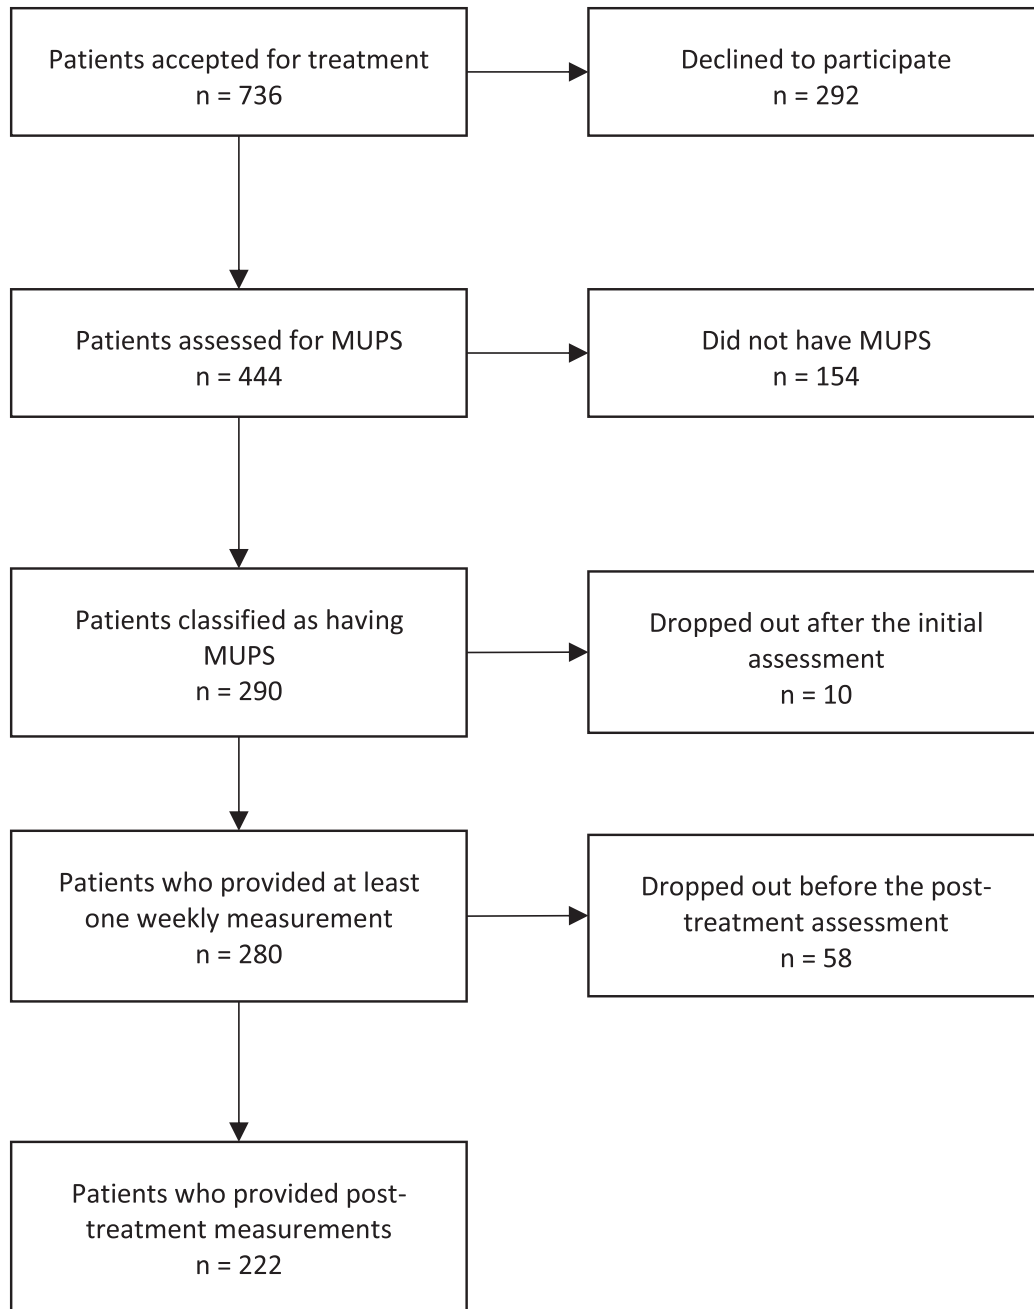 Patients accepted for treatment
n = 736
Declined to participate
n = 292
Patients assessed for MUPS
n = 444
Did not have MUPS
n = 154
Patients classified as having
MUPS
n = 290
Dropped out after the initial
assessment
n = 10
Patients who provided at least
one weekly measurement
n = 280
Dropped out before the post-
treatment assessment
n = 58
Patients who provided post-
treatment measurements
n = 222